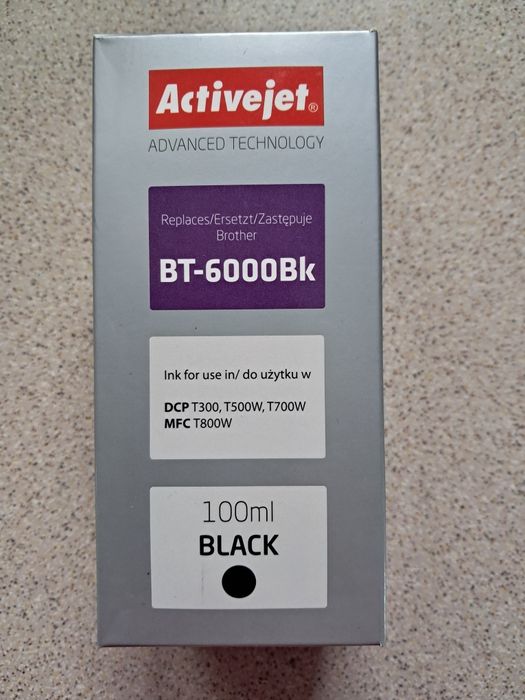 Activejet®
ADVANCED TECHNOLOGY
Replaces/Ersetzt/Zastępuje
Brother
BT-6000Bk
Ink for use in/ do użytku w
DCP T300, T500W, T700W
MFC T800W
100ml
BLACK